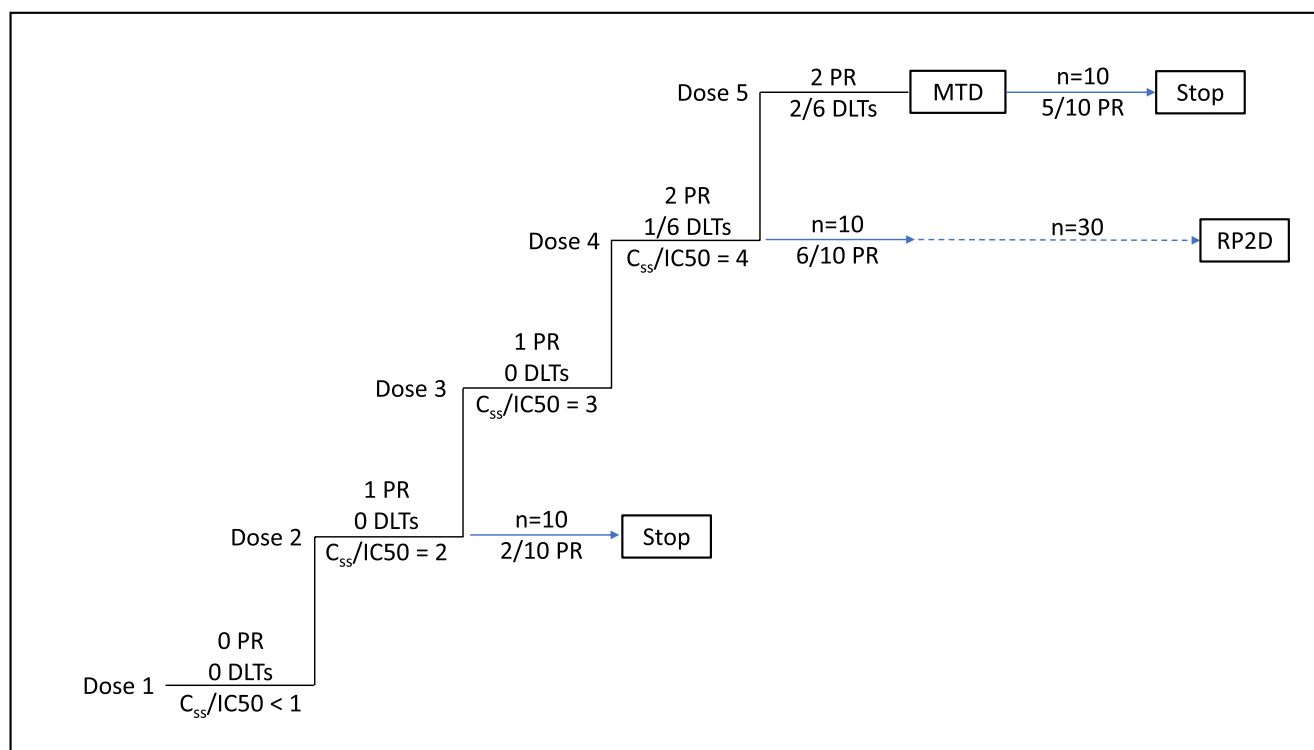 Dose 5
2 PR
2/6 DLTs
MTD
n=10
5/10 PR
Stop
Dose 4
2 PR
1/6 DLTs
Css/IC50 = 4
n=10
6/10 PR
n=30
RP2D
Dose 3
1 PR
0 DLTs
Css/IC50 = 3
Dose 2
1 PR
0 DLTs
Css/IC50 = 2
n=10
2/10 PR
Stop
Dose 1
0 PR
0 DLTs
Css/IC50 < 1